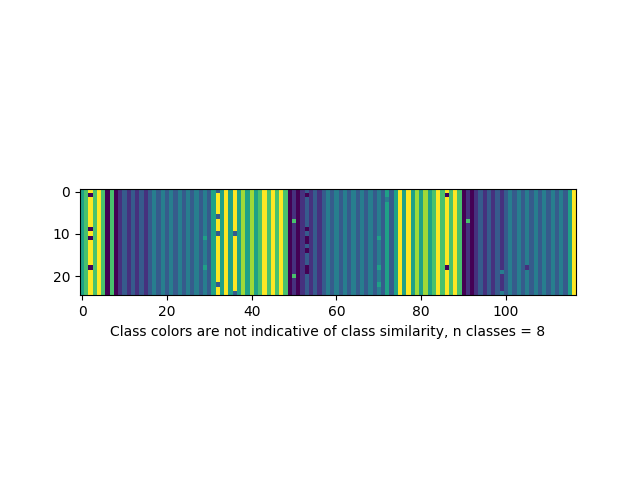 0
10
20
0 20 40 60 80 100
Class colors are not indicative of class similarity, n classes = 8